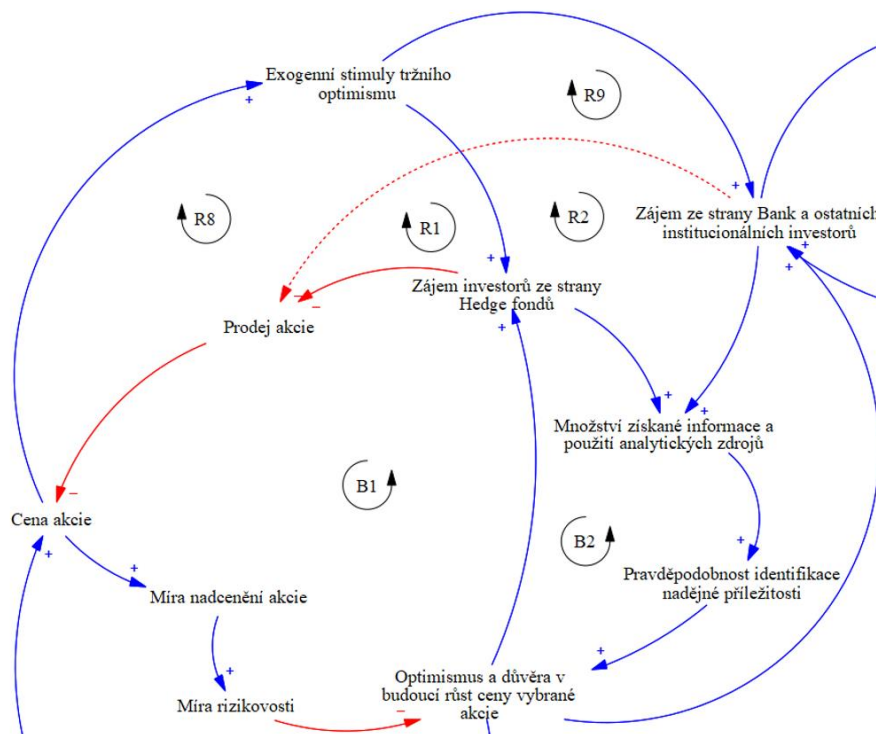 Exogenní stimuly tržního
optimismu
+
R9
+
Zájem ze strany Bank a ostatních
institucionálních investorů
+
+
R8
R1
R2
+
Zájem investorů ze strany
Hedge fondů
+
–
–
Prodej akcie
+
+
Množství získané informace a
použití analytických zdrojů
B1
–
Cena akcie
+
B2
+
Pravděpodobnost identifikace
nadějné příležitosti
+
Míra nadcenění akcie
+
Optimismus a důvěra v
budoucí růst ceny vybrané
akcie
+
Míra rizikovosti
–